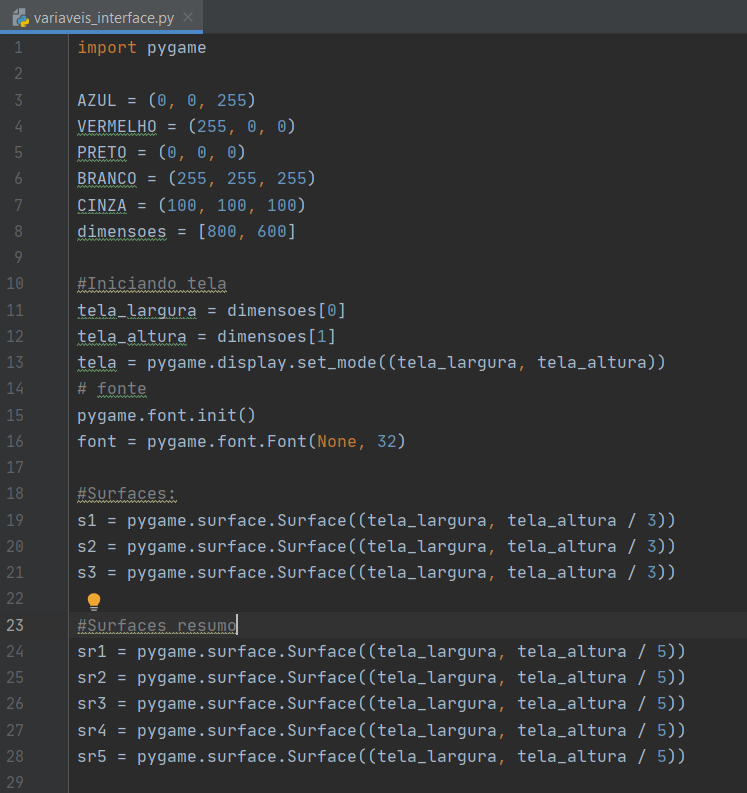 variaveis_interface.py
1 import pygame
2
3 AZUL = (0, 0, 255)
4 VERMELHO = (255, 0, 0)
5 PRETO = (0, 0, 0)
6 BRANCO = (255, 255, 255)
7 CINZA = (100, 100, 100)
8 dimensoes = [800, 600]
9
10 #Iniciando tela
11 tela_largura = dimensoes[0]
12 tela_altura = dimensoes[1]
13 tela = pygame.display.set_mode((tela_largura, tela_altura))
14 # fonte
15 pygame.font.init()
16 font = pygame.font.Font(None, 32)
17
18 #Surfaces:
19 s1 = pygame.surface.Surface((tela_largura, tela_altura / 3))
20 s2 = pygame.surface.Surface((tela_largura, tela_altura / 3))
21 s3 = pygame.surface.Surface((tela_largura, tela_altura / 3))
22
23 #Surfaces resumo
24 sr1 = pygame.surface.Surface((tela_largura, tela_altura / 5))
25 sr2 = pygame.surface.Surface((tela_largura, tela_altura / 5))
26 sr3 = pygame.surface.Surface((tela_largura, tela_altura / 5))
27 sr4 = pygame.surface.Surface((tela_largura, tela_altura / 5))
28 sr5 = pygame.surface.Surface((tela_largura, tela_altura / 5))
29